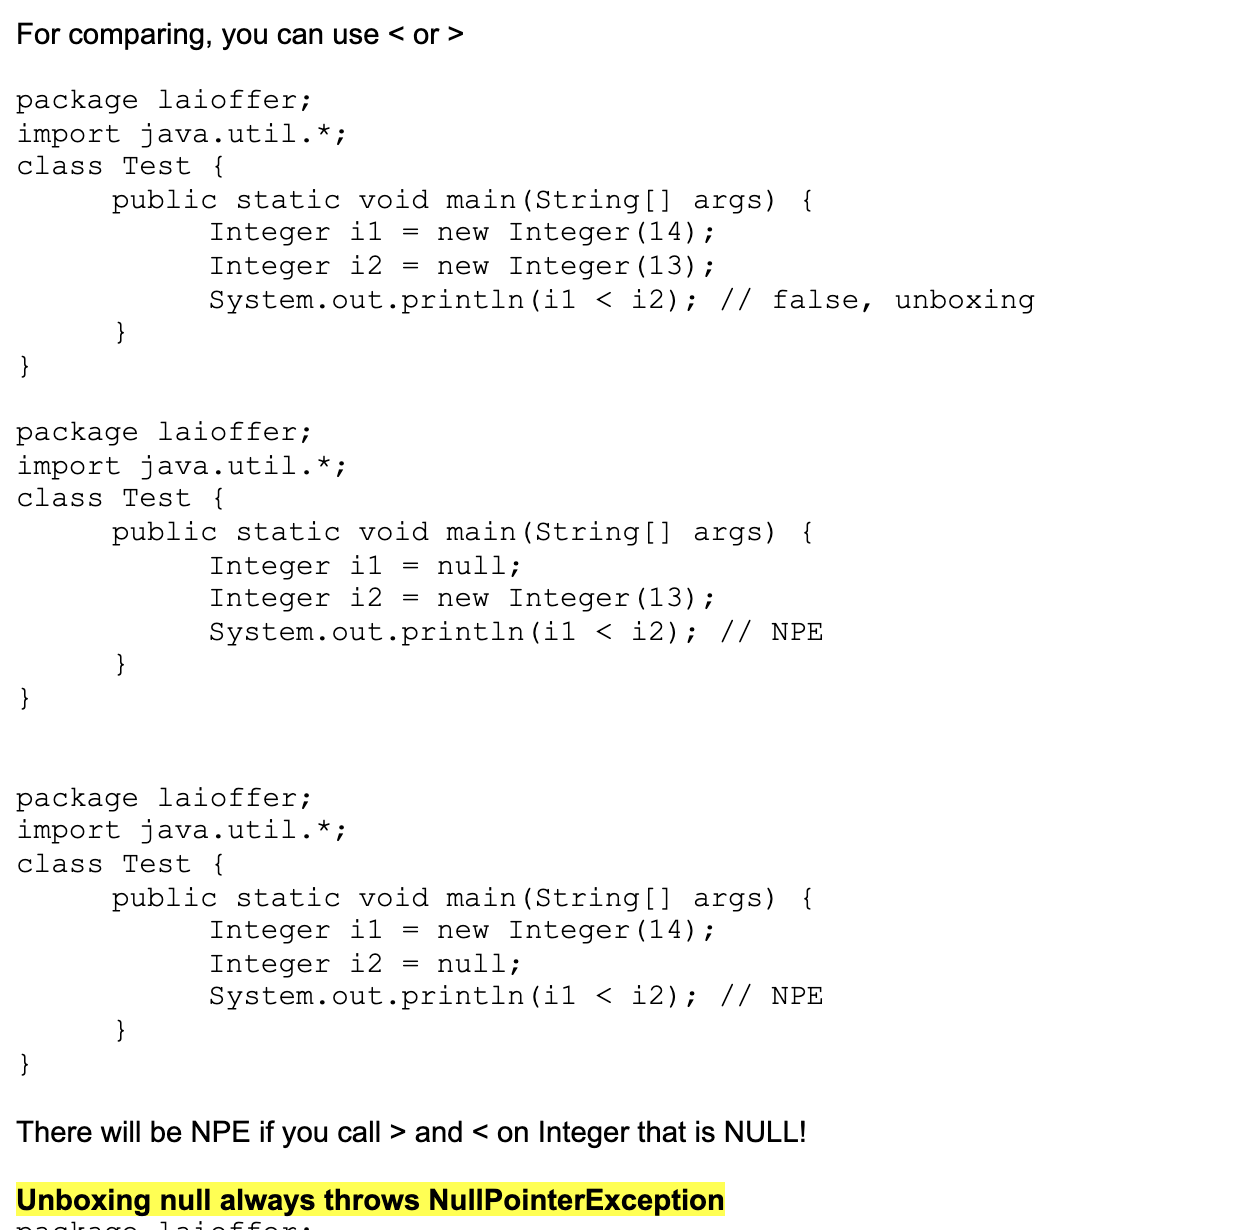 For comparing, you can use < or >
package laioffer;
import java.util.*;
class Test {
public static void main(String[] args) {
Integer i1 = new Integer(14);
Integer i2 = new Integer(13);
System.out.println(i1 < i2); // false, unboxing
}
}
package laioffer;
import java.util.*;
class Test {
public static void main(String[] args) {
Integer i1 = null;
Integer i2 = new Integer(13);
System.out.println(i1 < i2); // NPE
}
}
package laioffer;
import java.util.*;
class Test {
public static void main(String[] args) {
Integer i1 = new Integer(14);
Integer i2 = null;
System.out.println(i1 < i2); // NPE
}
}
There will be NPE if you call > and < on Integer that is NULL!
Unboxing null always throws NullPointerException